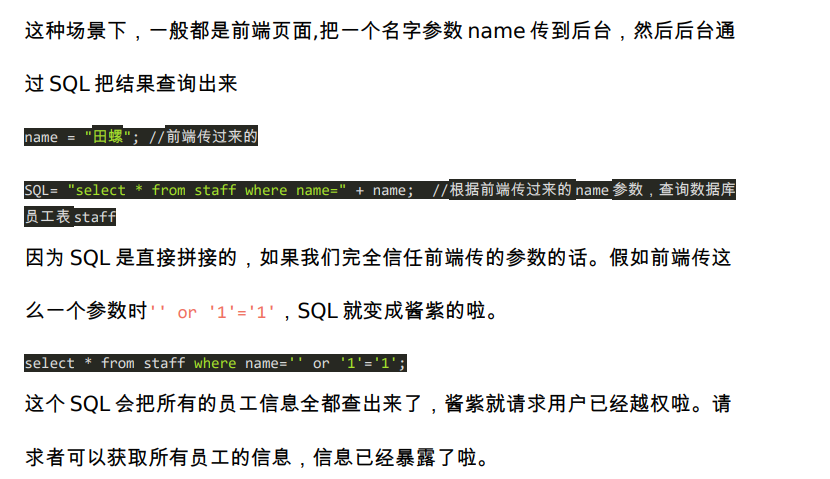 这种场景下，一般都是前端页面,把一个名字参数 name 传到后台，然后后台通
过 SQL 把结果查询出来
name = "田螺"; //前端传过来的
SQL= "select * from staff where name=" + name;  //根据前端传过来的 name 参数，查询数据库
员工表 staff
因为 SQL 是直接拼接的，如果我们完全信任前端传的参数的话。假如前端传这
么一个参数时'' or '1'='1'，SQL 就变成酱紫的啦。
select * from staff where name='' or '1'='1';
这个 SQL 会把所有的员工信息全都查出来了，酱紫就请求用户已经越权啦。请
求者可以获取所有员工的信息，信息已经暴露了啦。